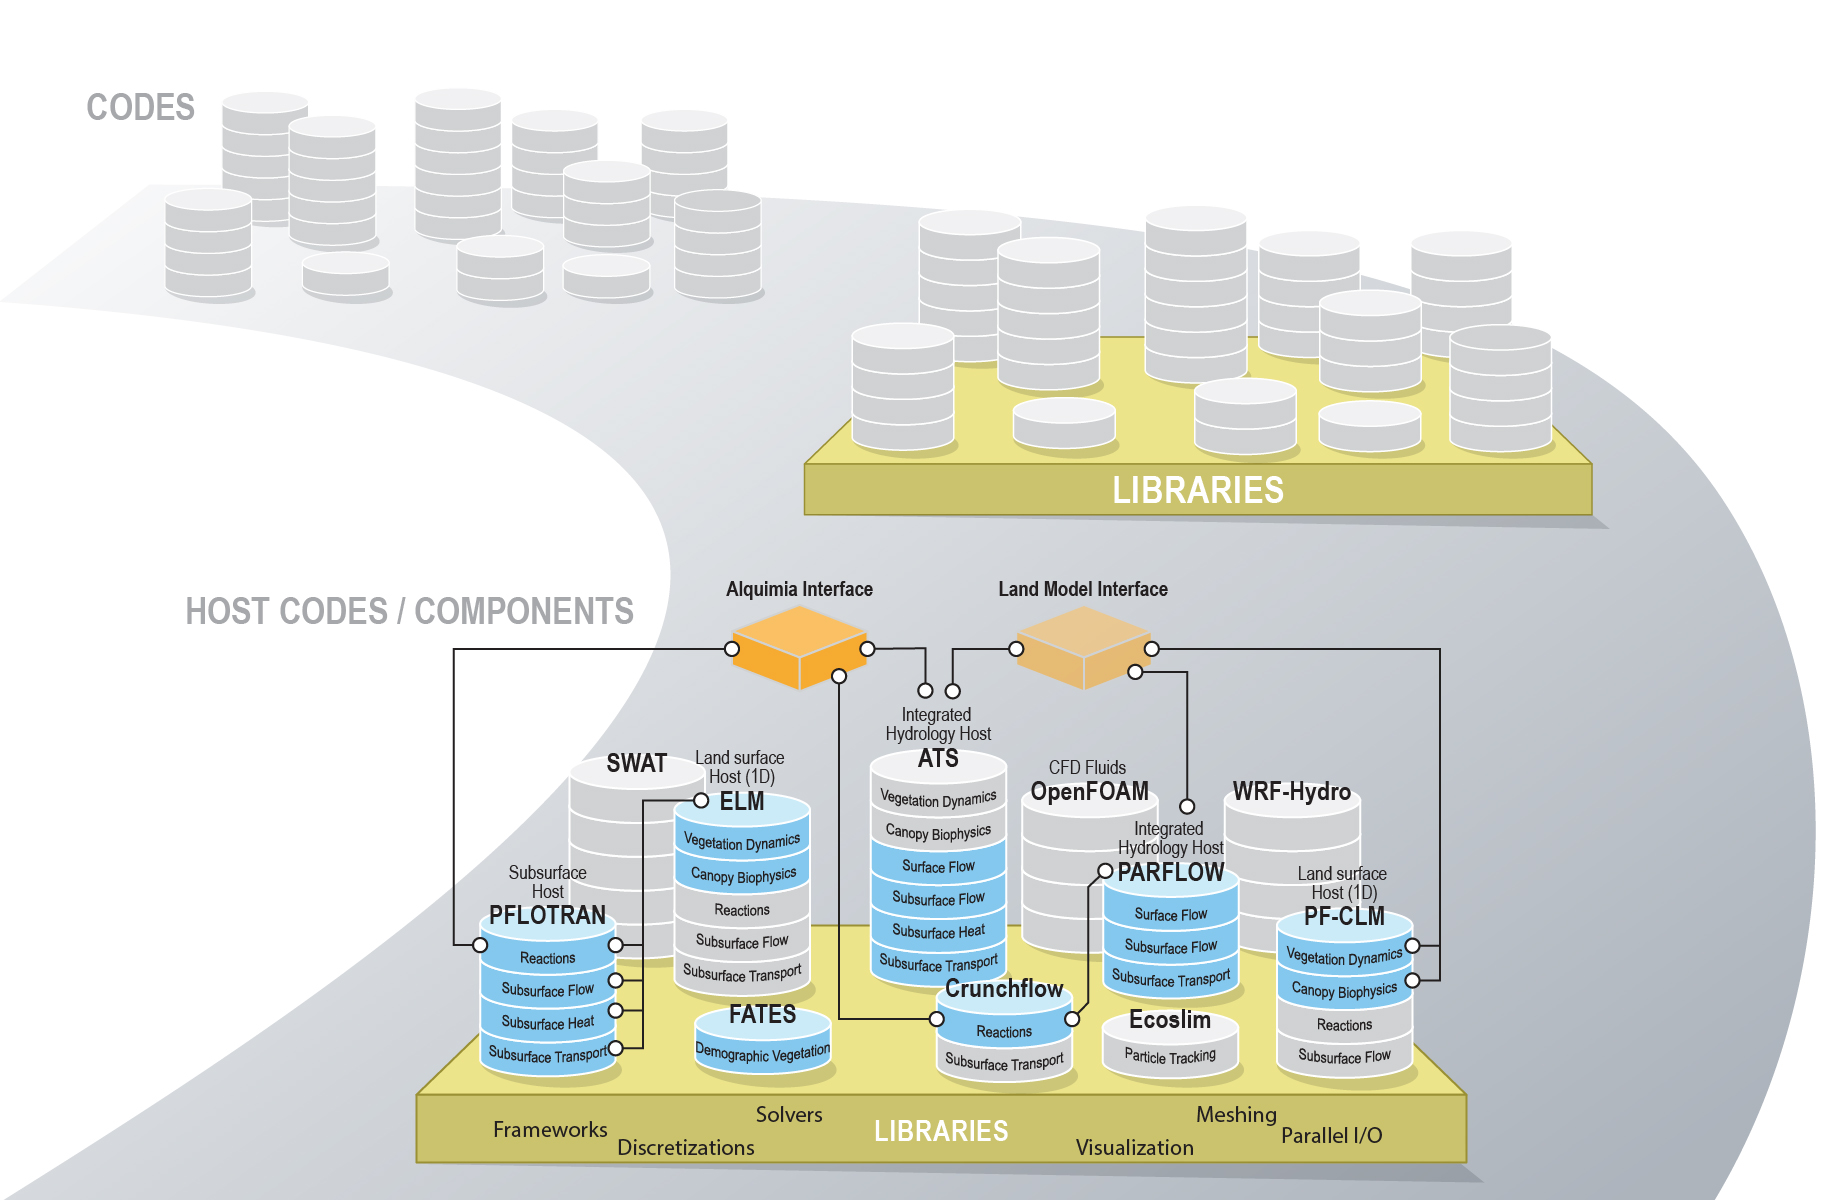 CODES
LIBRARIES
HOST CODES / COMPONENTS
Alquimia Interface
Land Model Interface
SWAT
Land surface
Host (1D)
ELM
Vegetation Dynamics
Canopy Biophysics
Reactions
Subsurface Flow
Subsurface Transport
Integrated
Hydrology Host
ATS
Vegetation Dynamics
Canopy Biophysics
Surface Flow
Subsurface Flow
Subsurface Heat
Subsurface Transport
CFD Fluids
OpenFOAM
WRF-Hydro
Integrated
Hydrology Host
PARFLOW
Surface Flow
Subsurface Flow
Subsurface Transport
Land surface
Host (1D)
PF-CLM
Vegetation Dynamics
Canopy Biophysics
Reactions
Subsurface Flow
Subsurface
Host
PFLOTRAN
Reactions
Subsurface Flow
Subsurface Heat
Subsurface Transport
FATES
Demographic Vegetation
Crunchflow
Reactions
Subsurface Transport
Ecoslim
Particle Tracking
Frameworks
Discretizations
Solvers
LIBRARIES
Visualization
Meshing
Parallel I/O